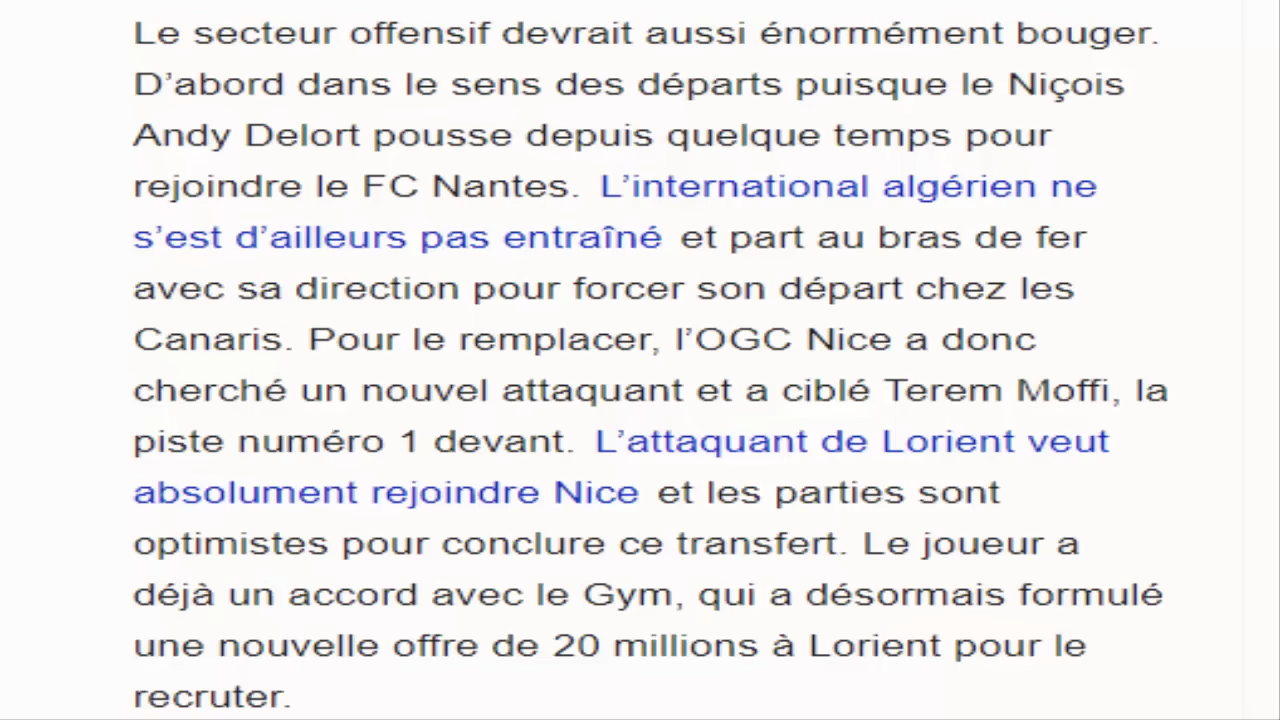 Le secteur offensif devrait aussi énormément bouger.
D’abord dans le sens des départs puisque le Niçois
Andy Delort pousse depuis quelque temps pour
rejoindre le FC Nantes. L’international algérien ne
s’est d’ailleurs pas entraîné et part au bras de fer
avec sa direction pour forcer son départ chez les
Canaris. Pour le remplacer, l’OGC Nice a donc
cherché un nouvel attaquant et a ciblé Terem Moffi, la
piste numéro 1 devant. L’attaquant de Lorient veut
absolument rejoindre Nice et les parties sont
optimistes pour conclure ce transfert. Le joueur a
déjà un accord avec le Gym, qui a désormais formulé
une nouvelle offre de 20 millions à Lorient pour le
recruter.